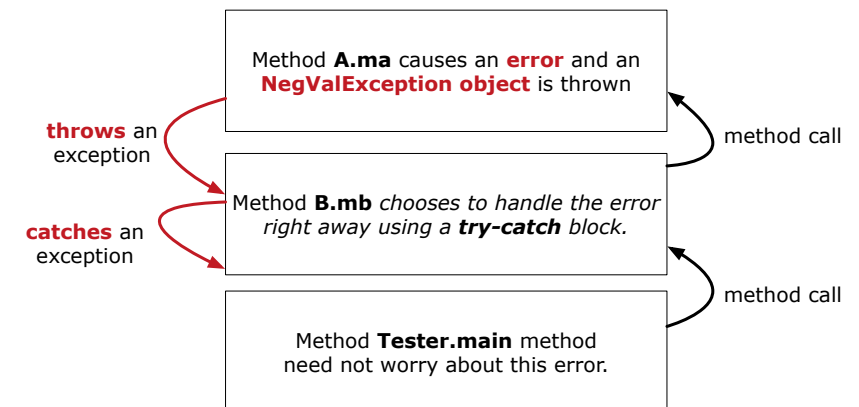 Method A.ma causes an error and an
NegValException object is thrown
throws an
exception
method call
Method B.mb chooses to handle the error
right away using a try-catch block.
catches an
exception
method call
Method Tester.main method
need not worry about this error.